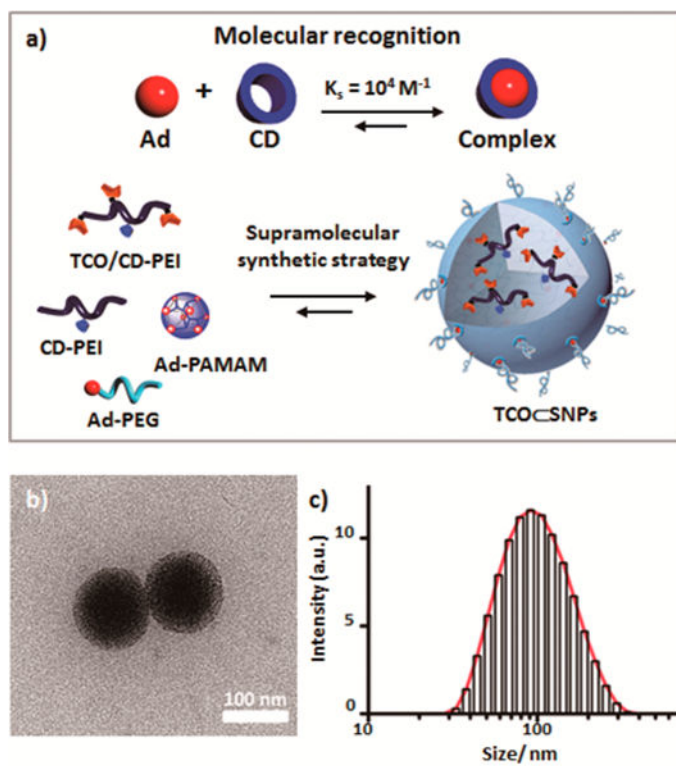 a)
Molecular recognition
+
Kₛ = 10⁴ M⁻¹
Ad
CD
Complex
TCO/CD-PEI
Supramolecular
synthetic strategy
CD-PEI
Ad-PAMAM
Ad-PEG
TCO⊂SNPs
b)
100 nm
c)
Intensity (a.u.)
10
5
0
10
100
Size/ nm